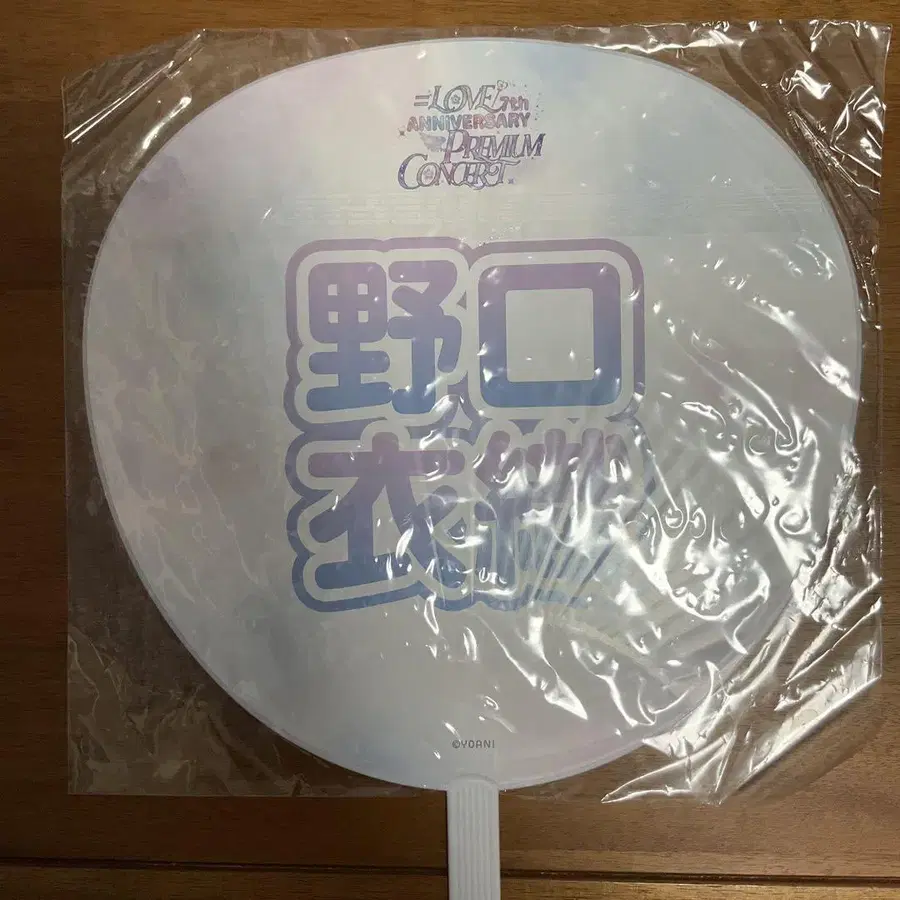 =LOVE 7th
ANNIVERSARY
PREMIUM
CONCERT
野口
衣織
©YOANI